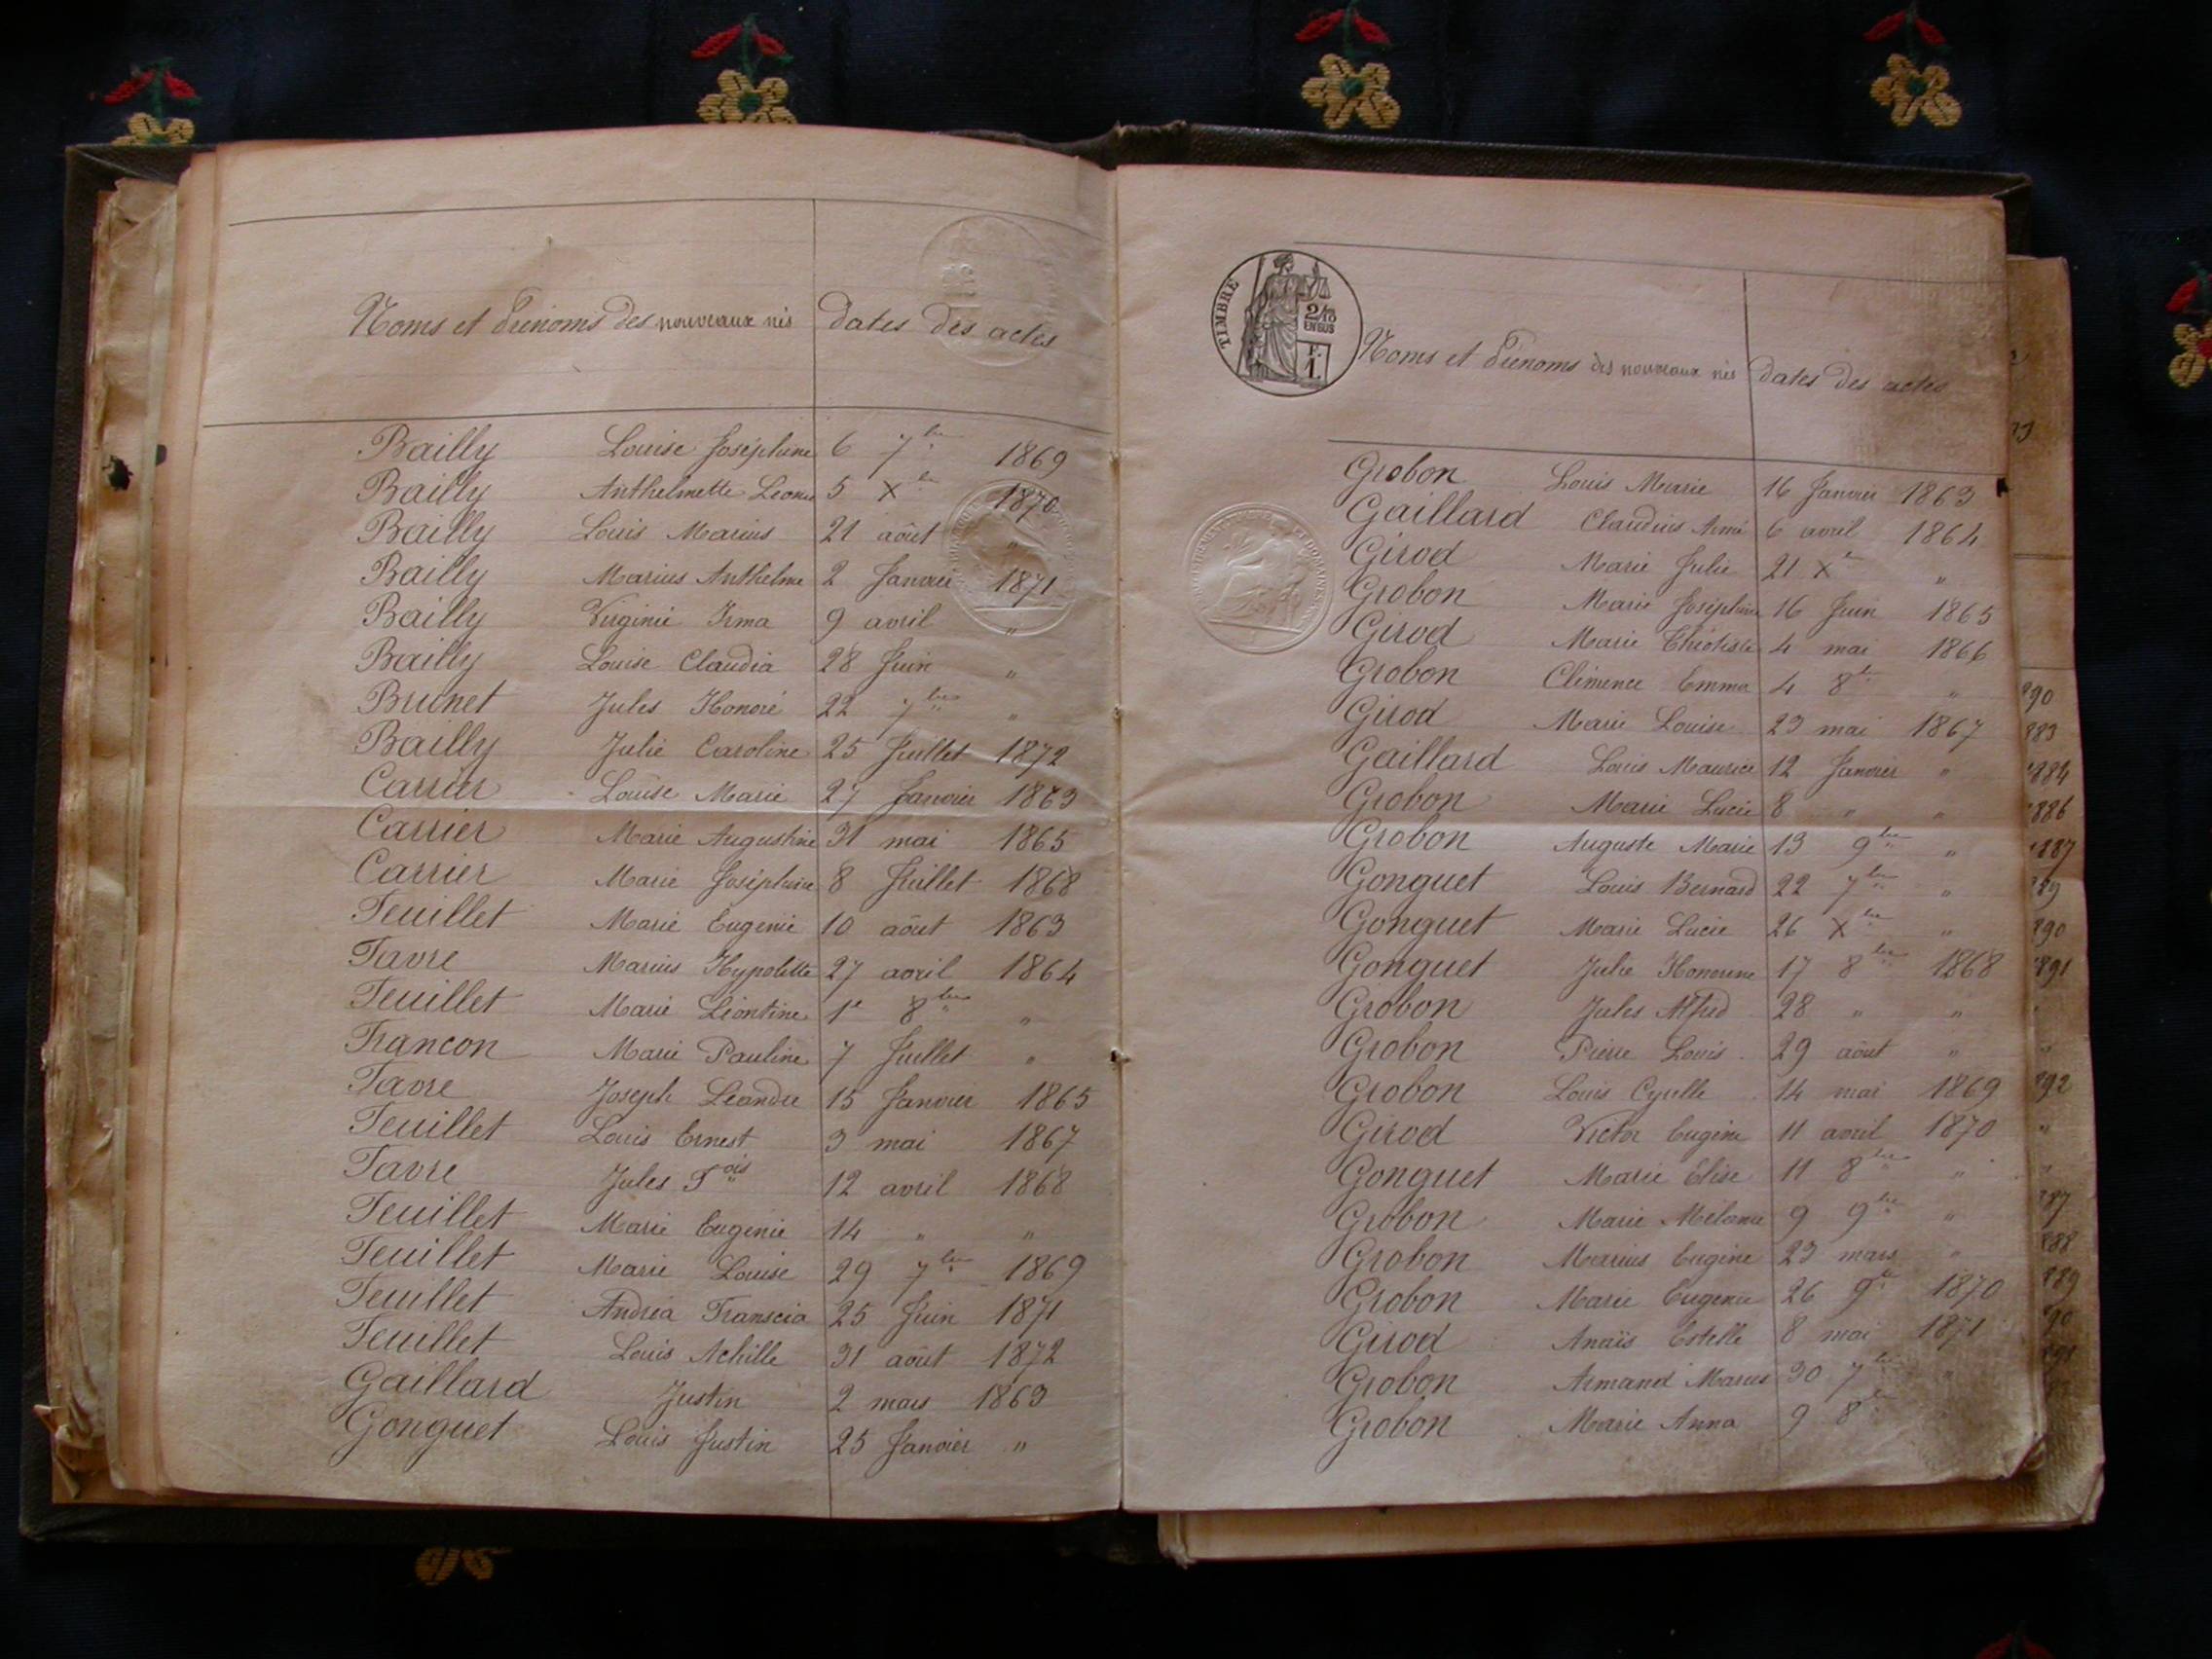 Noms et Prénoms des nouveaux nés dates des actes
Bailly Louise Joséphine 6 7bre 1869
Bailly Anthelmette Leonie 5 Xbre 1870
Bailly Louis Marius 21 août "
Bailly Marius Anthelme 2 Janvier 1871
Bailly Virginie Irma 9 avril "
Bailly Louise Claudia 28 Juin "
Brunet Jules Honoré 22 7bre "
Bailly Julie Caroline 25 Juillet 1872
Carrier Louise Marie 27 Janvier 1863
Carrier Marie Augustine 31 mai 1865
Carrier Marie Joséphine 8 Juillet 1868
Feuillet Marie Eugénie 10 août 1863
Favre Marius Hypolitte 27 avril 1864
Feuillet Marie Léontine 1e 8bre "
Francon Marie Pauline 7 Juillet "
Favre Joseph Léandre 15 Janvier 1865
Feuillet Louis Ernest 3 mai 1867
Favre Jules Fois 12 avril 1868
Feuillet Marie Eugénie 14 " "
Feuillet Marie Louise 29 7bre 1869
Feuillet Andréa Franscia 25 Juin 1871
Feuillet Louis Achille 31 août 1872
Gaillard Justin 2 mars 1863
Gonguet Louis Justin 25 Janvier "
TIMBRE
2/10
EN SUS
F.
1.
Noms et Prénoms des nouveaux nés dates des actes
Grobon Louis Marie 16 Janvier 1863
Gaillard Claudius Aimé 6 avril 1864
Girod Marie Julie 21 Xe "
Grobon Marie Joséphine 16 Juin 1865
Girod Marie Théotiste 4 mai 1866
Grobon Clémence Emma 4 8bre "
Girod Marie Louise 23 mai 1867
Gaillard Louis Maurice 12 Janvier "
Grobon Marie Lucie 8 " "
Grobon Auguste Marie 13 9bre "
Gonguet Louis Bernard 22 7bre "
Gonguet Marie Lucie 26 Xbre "
Gonguet Julie Honorine 17 8bre 1868
Grobon Jules Alfred 28 " "
Grobon Pierre Louis 29 août "
Grobon Louis Cyrille 14 mai 1869
Girod Victor Eugène 11 avril 1870
Gonguet Marie Elise 11 8bre "
Grobon Marie Mélanie 9 9bre "
Grobon Marius Eugène 23 mars "
Grobon Marie Eugénie 26 9e 1870
Girod Anaïs Estelle 8 mai 1871
Grobon Armand Marius 30 7bre "
Grobon Marie Anna 9 8bre